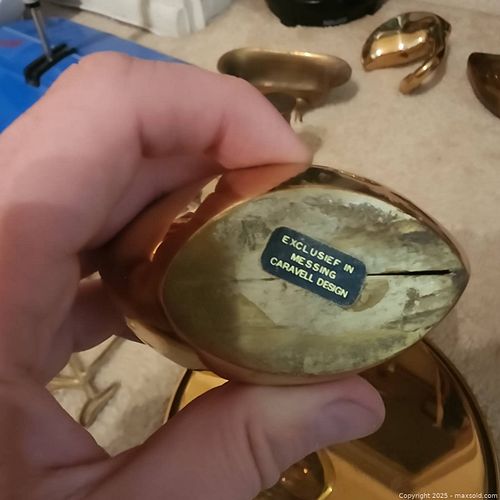 EXCLUSIEF IN
MESSING
CARAVELL DESIGN
Copyright 2025 - maxsold.com